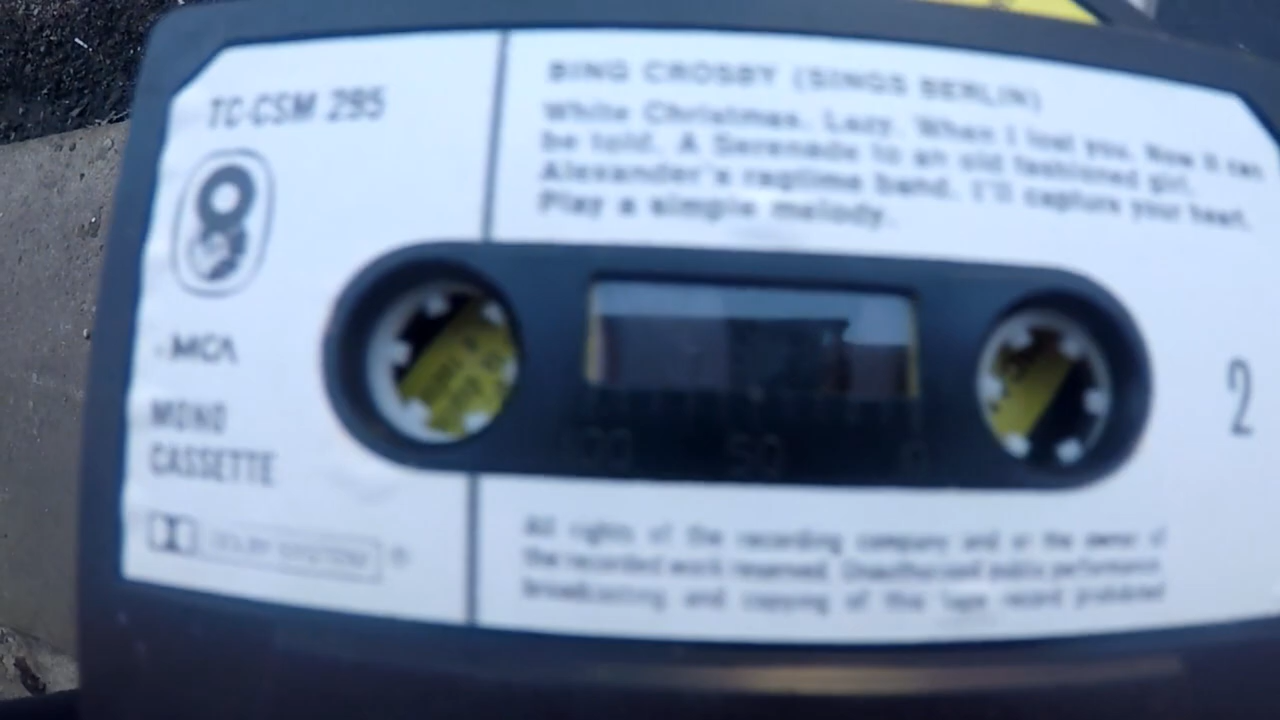 TC-CSM 295
BING CROSBY (SINGS BERLIN)
White Christmas. Lazy. When I lost you. Now it can
be told. A Serenade to an old fashioned girl.
Alexander's ragtime band. I'll capture your heart.
Play a simple melody.
MCA
MONO
CASSETTE
DOLBY SYSTEM
®
2
100 50 0
All rights of the recording company and or the owner of
the recorded work reserved. Unauthorised public performance
broadcasting and copying of this Tape record prohibited